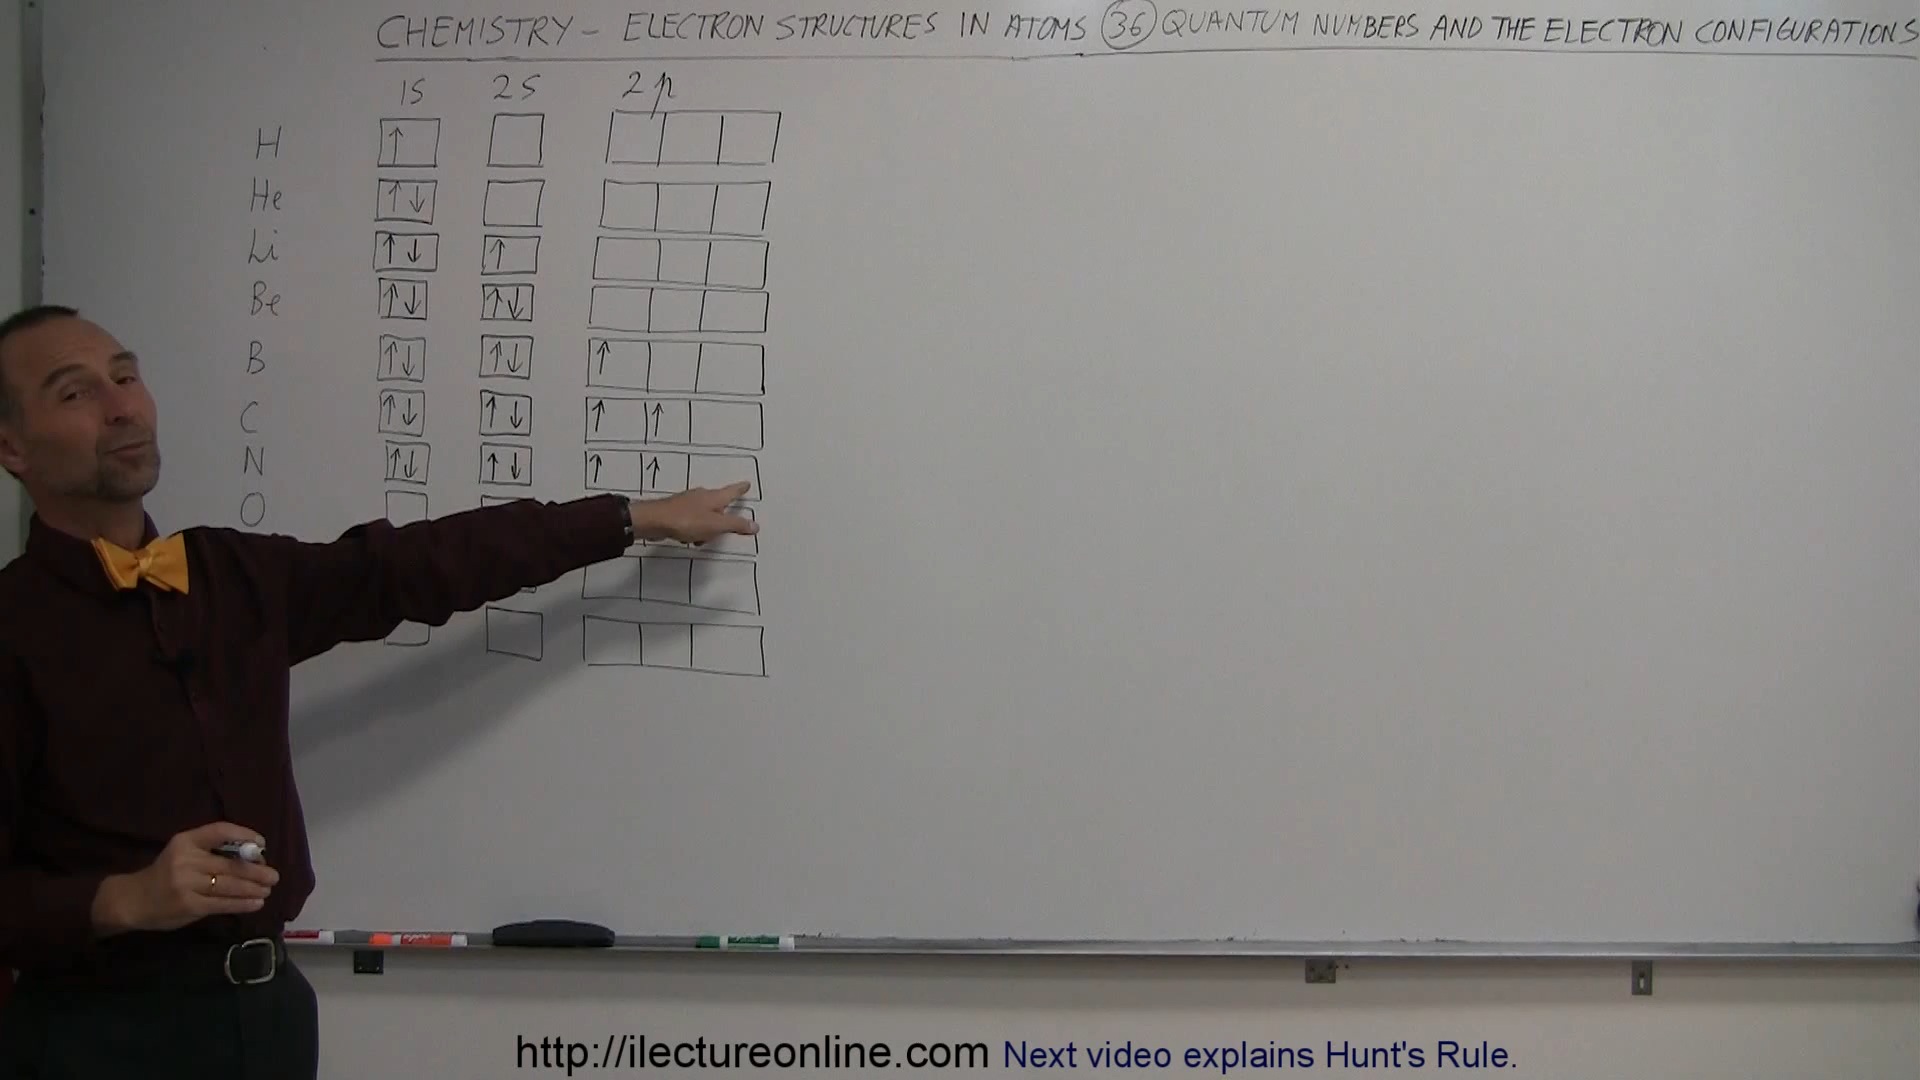 CHEMISTRY - ELECTRON STRUCTURES IN ATOMS 36 QUANTUM NUMBERS AND THE ELECTRON CONFIGURATIONS
1S 2S 2p
H ↑
He ↑↓
Li ↑↓ ↑
Be ↑↓ ↑↓
B ↑↓ ↑↓ ↑
C ↑↓ ↑↓ ↑ ↑
N ↑↓ ↑↓ ↑ ↑
O
http://ilectureonline.com Next video explains Hunt's Rule.